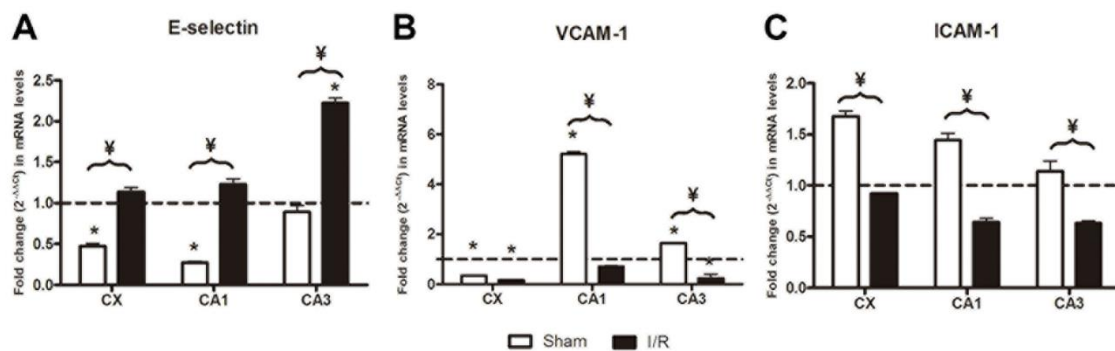 A
E-selectin
Fold change (2^-ΔΔCt) in mRNA levels
2.5
2.0
1.5
1.0
0.5
0.0
¥
¥
¥
*
*
*
CX
CA1
CA3
B
VCAM-1
Fold change (2^-ΔΔCt) in mRNA levels
8
6
4
2
0
¥
¥
*
*
*
*
*
CX
CA1
CA3
C
ICAM-1
Fold change (2^-ΔΔCt) in mRNA levels
2.0
1.5
1.0
0.5
0.0
¥
¥
¥
CX
CA1
CA3
Sham
I/R